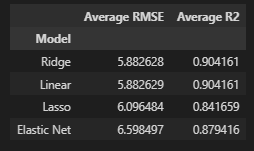 Average RMSE Average R2
Model
Ridge 5.882628 0.904161
Linear 5.882629 0.904161
Lasso 6.096484 0.841659
Elastic Net 6.598497 0.879416